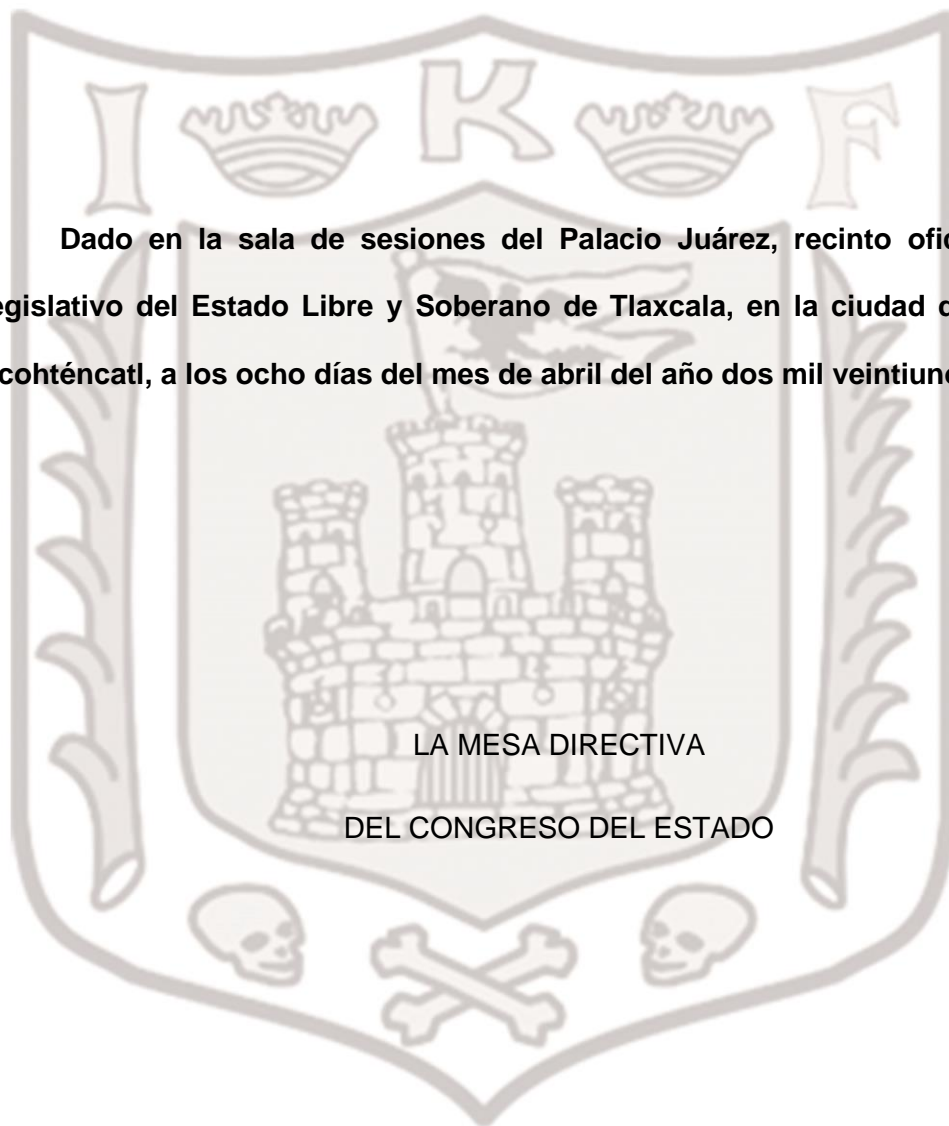 I K F
Dado en la sala de sesiones del Palacio Juárez, recinto ofic
egislativo del Estado Libre y Soberano de Tlaxcala, en la ciudad d
cohténcatl, a los ocho días del mes de abril del año dos mil veintiuno
LA MESA DIRECTIVA
DEL CONGRESO DEL ESTADO